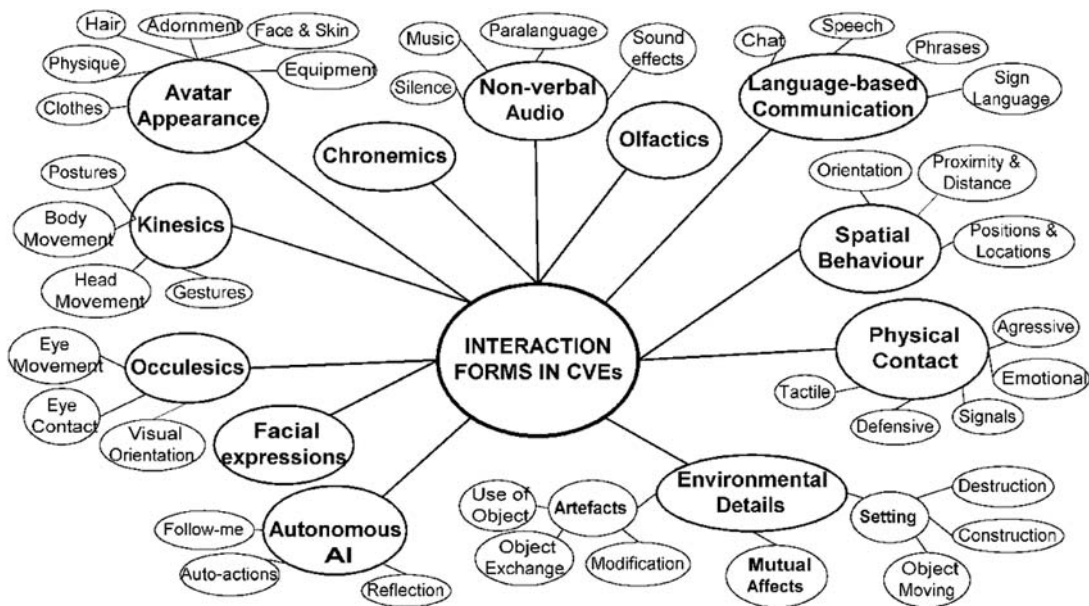 Hair
Adornment
Face & Skin
Physique
Equipment
Clothes
Avatar
Appearance
Music
Paralanguage
Sound
effects
Silence
Non-verbal
Audio
Chronemics
Olfactics
Chat
Speech
Phrases
Sign
Language
Language-based
Communication
Postures
Body
Movement
Head
Movement
Gestures
Kinesics
Orientation
Proximity &
Distance
Positions &
Locations
Spatial
Behaviour
INTERACTION
FORMS IN CVEs
Eye
Movement
Eye
Contact
Visual
Orientation
Occulesics
Facial
expressions
Physical
Contact
Agressive
Emotional
Tactile
Defensive
Signals
Follow-me
Auto-actions
Reflection
Autonomous
AI
Environmental
Details
Use of
Object
Artefacts
Object
Exchange
Modification
Mutual
Affects
Setting
Destruction
Construction
Object
Moving